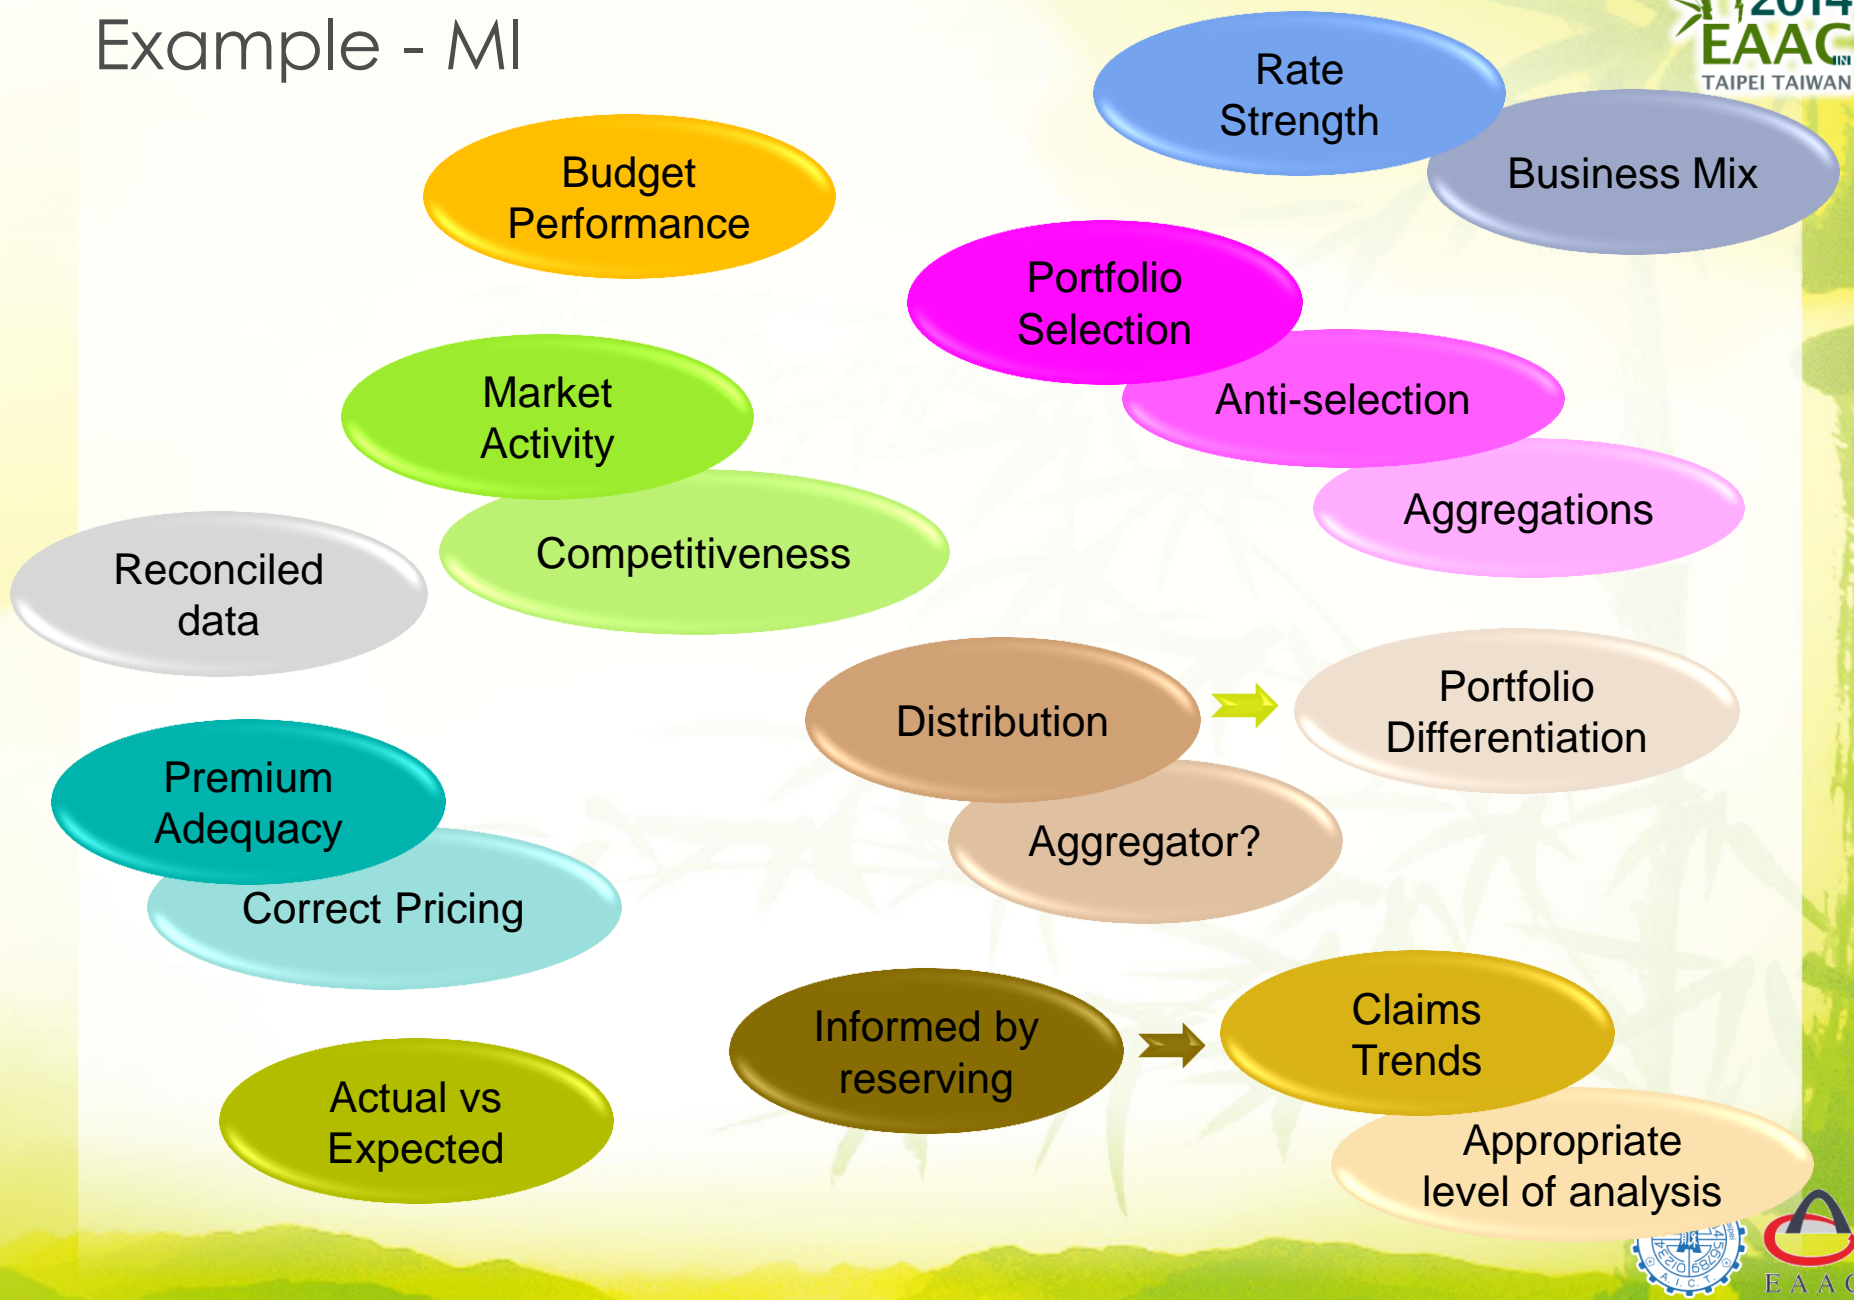 Example - MI
2014
EAAC
IN
TAIPEI TAIWAN
Rate
Strength
Business Mix
Budget
Performance
Portfolio
Selection
Anti-selection
Aggregations
Market
Activity
Competitiveness
Reconciled
data
Distribution
Portfolio
Differentiation
Aggregator?
Premium
Adequacy
Correct Pricing
Informed by
reserving
Claims
Trends
Appropriate
level of analysis
Actual vs
Expected
A.I.C.T.
EAAC